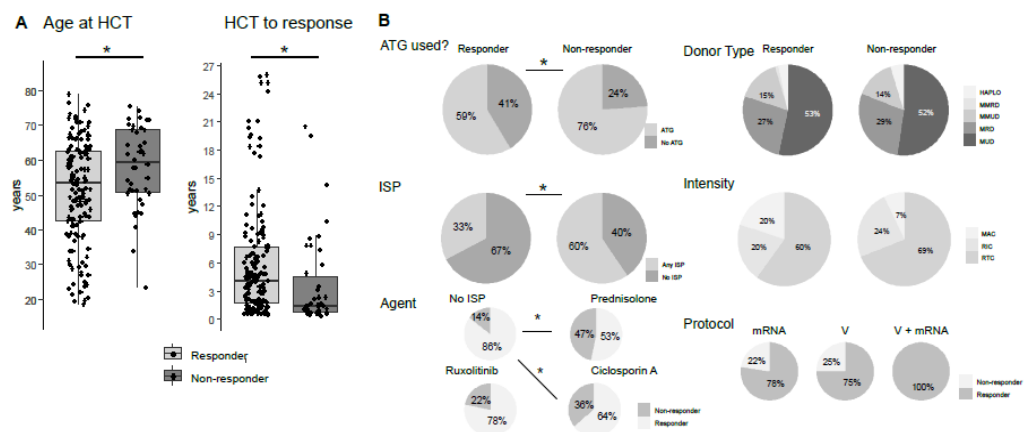 A
Age at HCT
HCT to response
*
*
years
80
70
60
50
40
30
20
years
27
24
21
18
15
12
9
6
3
0
Responder
Non-responder
B
ATG used?
Responder
Non-responder
*
59%
41%
76%
24%
ATG
No ATG
ISP
*
33%
67%
60%
40%
Any ISP
No ISP
Agent
No ISP
Prednisolone
14%
86%
*
47%
53%
*
Ruxolitinib
Ciclosporin A
22%
78%
36%
64%
Non-responder
Responder
Donor Type
Responder
Non-responder
15%
27%
53%
14%
29%
52%
HAPLO
MMRD
MMUD
MRD
MUD
Intensity
20%
20%
60%
7%
24%
69%
MAC
RIC
RTC
Protocol
mRNA
V
V + mRNA
22%
78%
25%
75%
100%
Non-responder
Responder